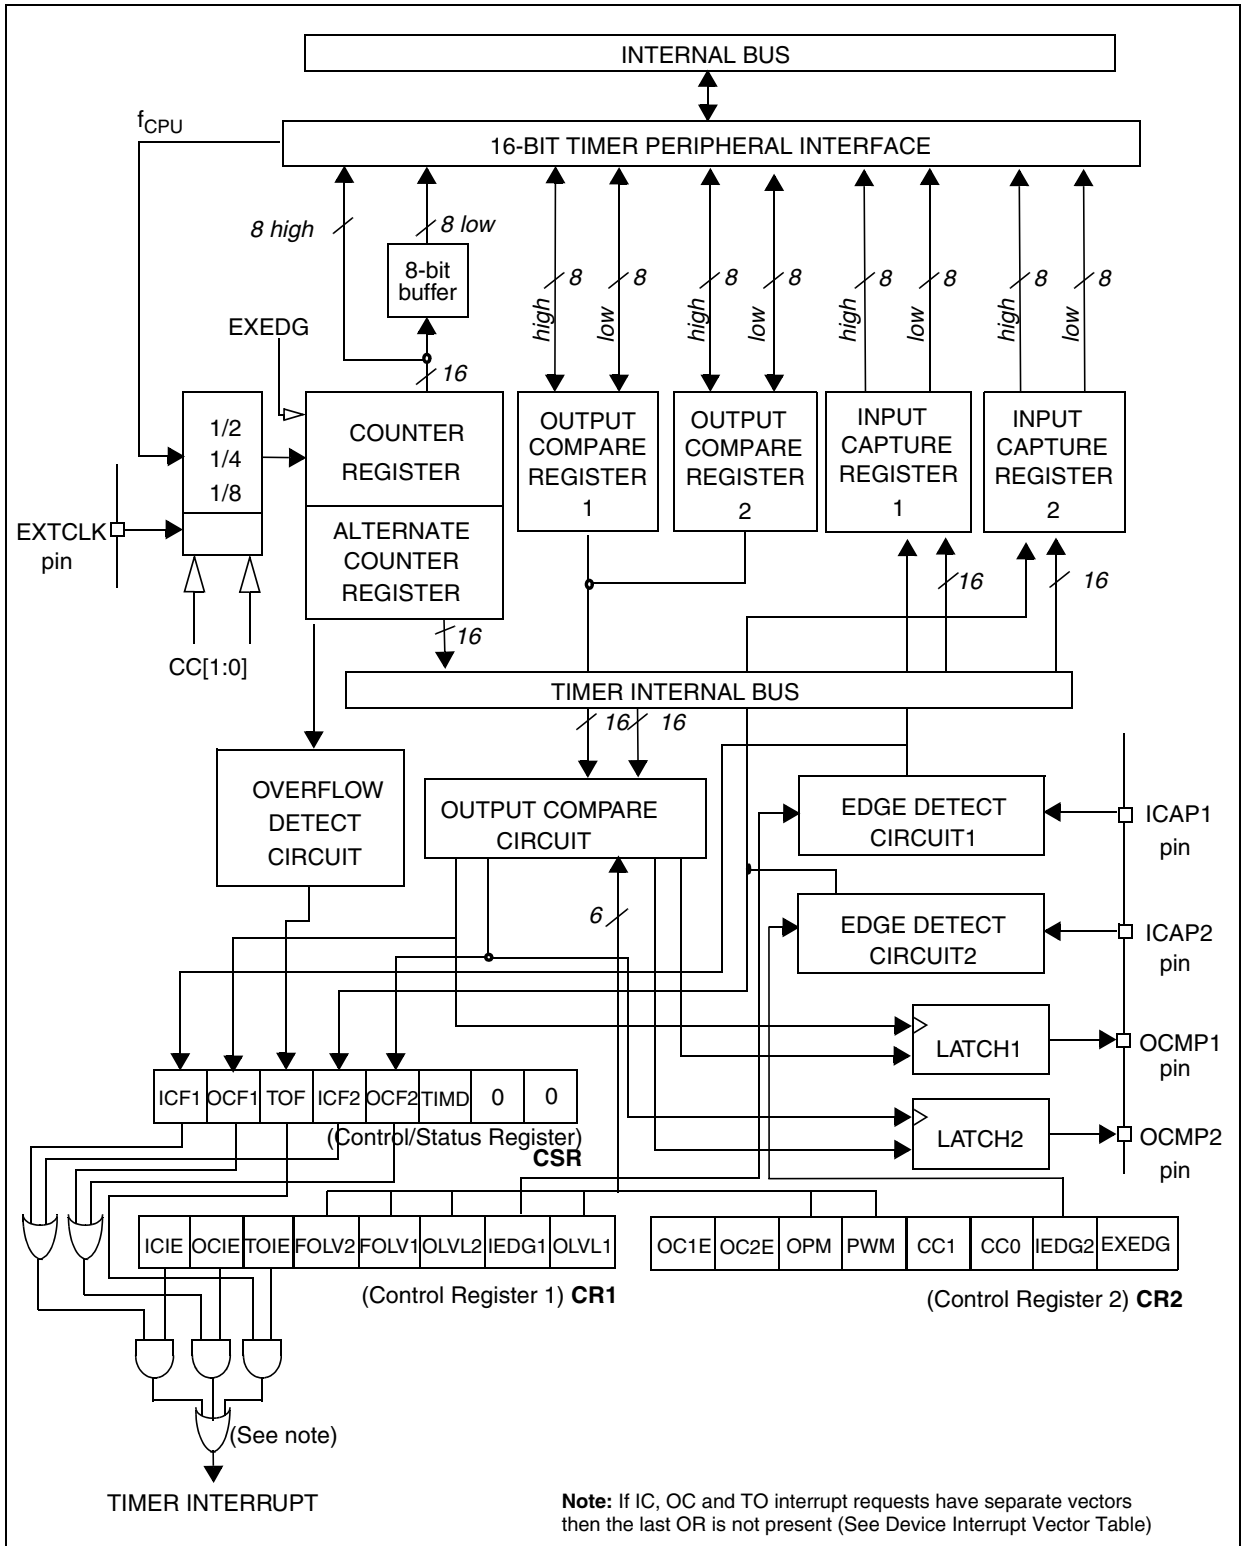 INTERNAL BUS
fCPU
16-BIT TIMER PERIPHERAL INTERFACE
8 high
8 low
8-bit
buffer
8 8 8 8 8 8 8 8
high low high low high low high low
EXEDG
16
1/2
1/4
1/8
COUNTER
REGISTER
OUTPUT
COMPARE
REGISTER
1
OUTPUT
COMPARE
REGISTER
2
INPUT
CAPTURE
REGISTER
1
INPUT
CAPTURE
REGISTER
2
EXTCLK
pin
ALTERNATE
COUNTER
REGISTER
16
16
16
CC[1:0]
TIMER INTERNAL BUS
16 16
OVERFLOW
DETECT
CIRCUIT
OUTPUT COMPARE
CIRCUIT
EDGE DETECT
CIRCUIT1
ICAP1
pin
6
EDGE DETECT
CIRCUIT2
ICAP2
pin
LATCH1
OCMP1
pin
ICF1 OCF1 TOF ICF2 OCF2 TIMD 0 0
(Control/Status Register)
CSR
LATCH2
OCMP2
pin
ICIE OCIE TOIE FOLV2 FOLV1 OLVL2 IEDG1 OLVL1
OC1E OC2E OPM PWM CC1 CC0 IEDG2 EXEDG
(Control Register 1) CR1
(Control Register 2) CR2
(See note)
TIMER INTERRUPT
Note: If IC, OC and TO interrupt requests have separate vectors
then the last OR is not present (See Device Interrupt Vector Table)